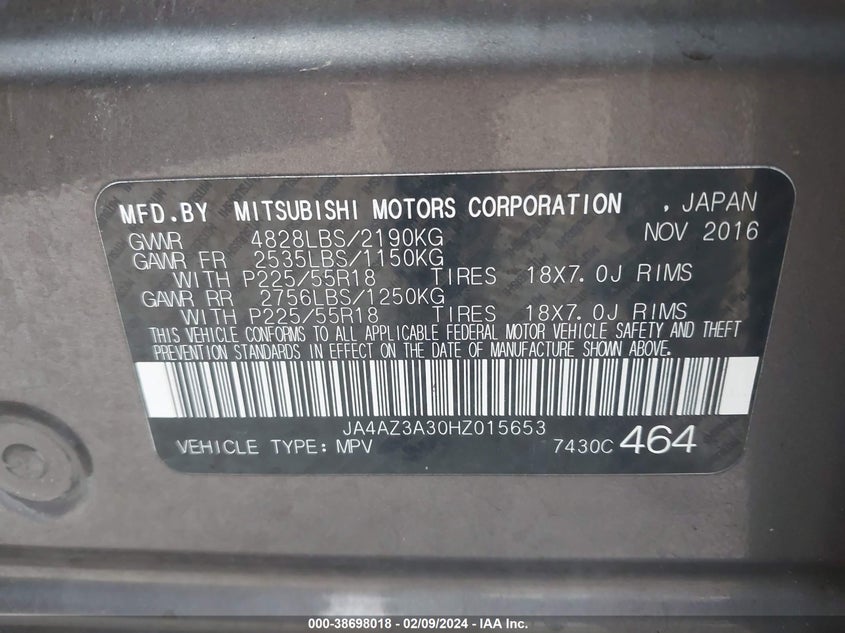 MFD.BY MITSUBISHI MOTORS CORPORATION , JAPAN
GVWR 4828LBS/2190KG NOV 2016
GAWR FR 2535LBS/1150KG
WITH P225/55R18 TIRES 18X7.0J RIMS
GAWR RR 2756LBS/1250KG
WITH P225/55R18 TIRES 18X7.0J RIMS
THIS VEHICLE CONFORMS TO ALL APPLICABLE FEDERAL MOTOR VEHICLE SAFETY AND THEFT
PREVENTION STANDARDS IN EFFECT ON THE DATE OF MANUFACTURE SHOWN ABOVE.
JA4AZ3A30HZ015653
VEHICLE TYPE: MPV 7430C 464
000-38698018 - 02/09/2024 - IAA Inc.